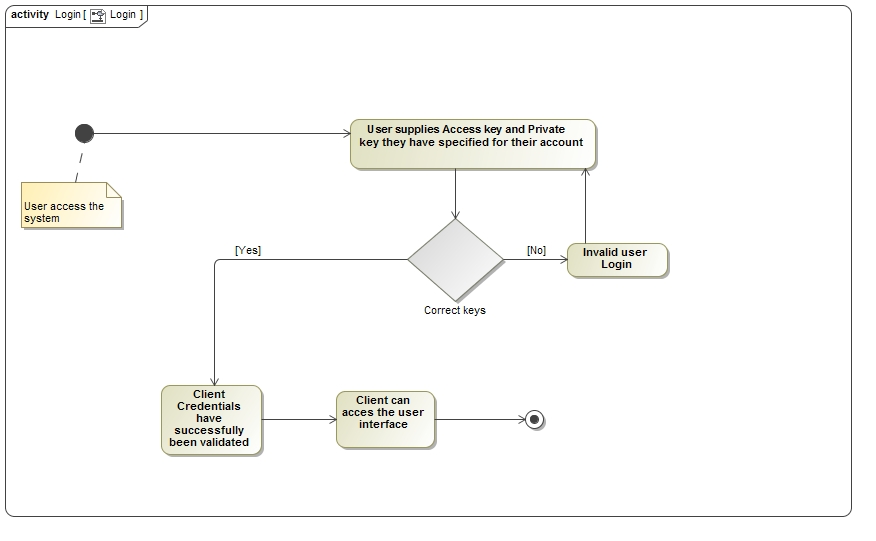 activity Login [ Login ]
User supplies Access key and Private
key they have specified for their account
User access the
system
[Yes]
[No]
Invalid user
Login
Correct keys
Client
Credentials
have
successfully
been validated
Client can
acces the user
interface